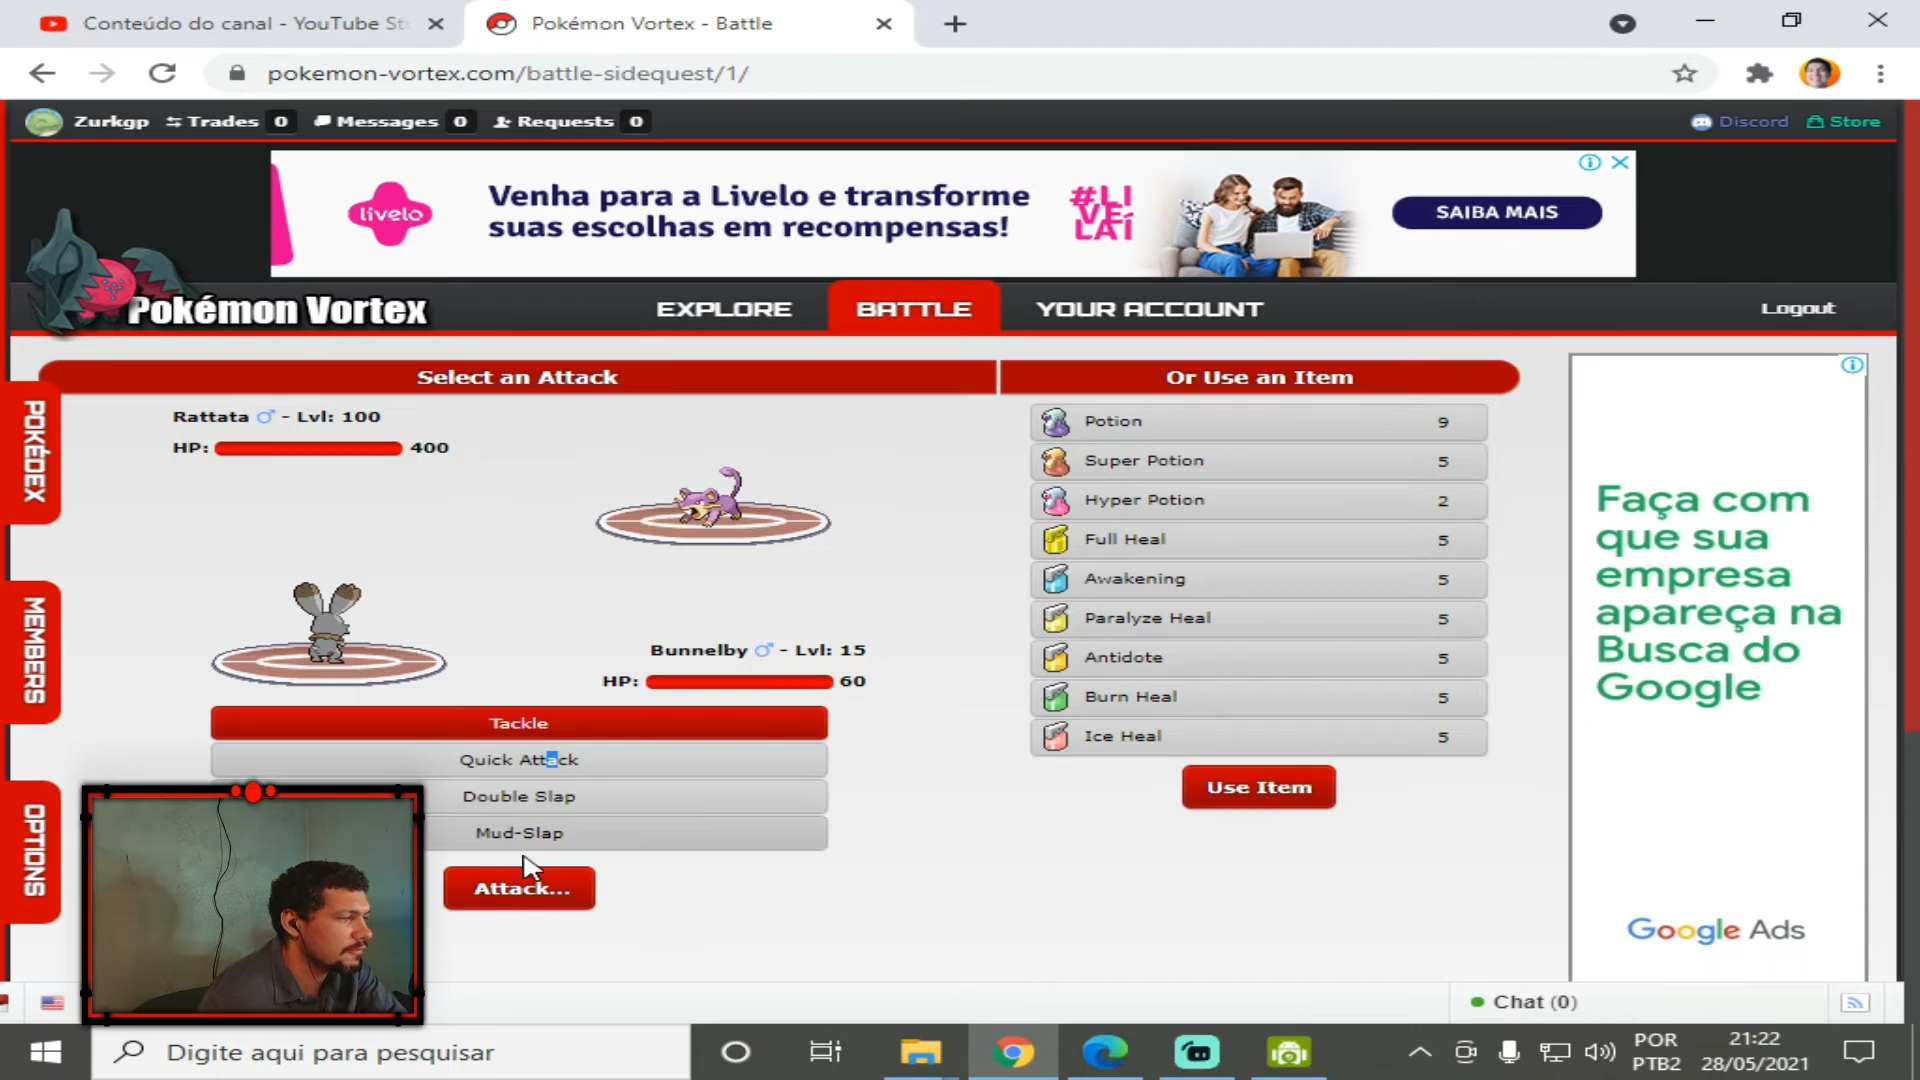 Conteúdo do canal - YouTube St
Pokémon Vortex - Battle
pokemon-vortex.com/battle-sidequest/1/
Zurkgp Trades 0 Messages 0 Requests 0
Discord Store
livelo
Venha para a Livelo e transforme
suas escolhas em recompensas!
#LI
VE
LAÍ
SAIBA MAIS
Pokémon Vortex
EXPLORE BATTLE YOUR ACCOUNT
Logout
Select an Attack
Or Use an Item
Rattata ♂ - Lvl: 100
HP: 400
Bunnelby ♂ - Lvl: 15
HP: 60
Tackle
Quick Attack
Double Slap
Mud-Slap
Attack...
Potion 9
Super Potion 5
Hyper Potion 2
Full Heal 5
Awakening 5
Paralyze Heal 5
Antidote 5
Burn Heal 5
Ice Heal 5
Use Item
POKÉDEX
MEMBERS
OPTIONS
Faça com
que sua
empresa
apareça na
Busca do
Google
Google Ads
Chat (0)
Digite aqui para pesquisar
POR
PTB2
21:22
28/05/2021